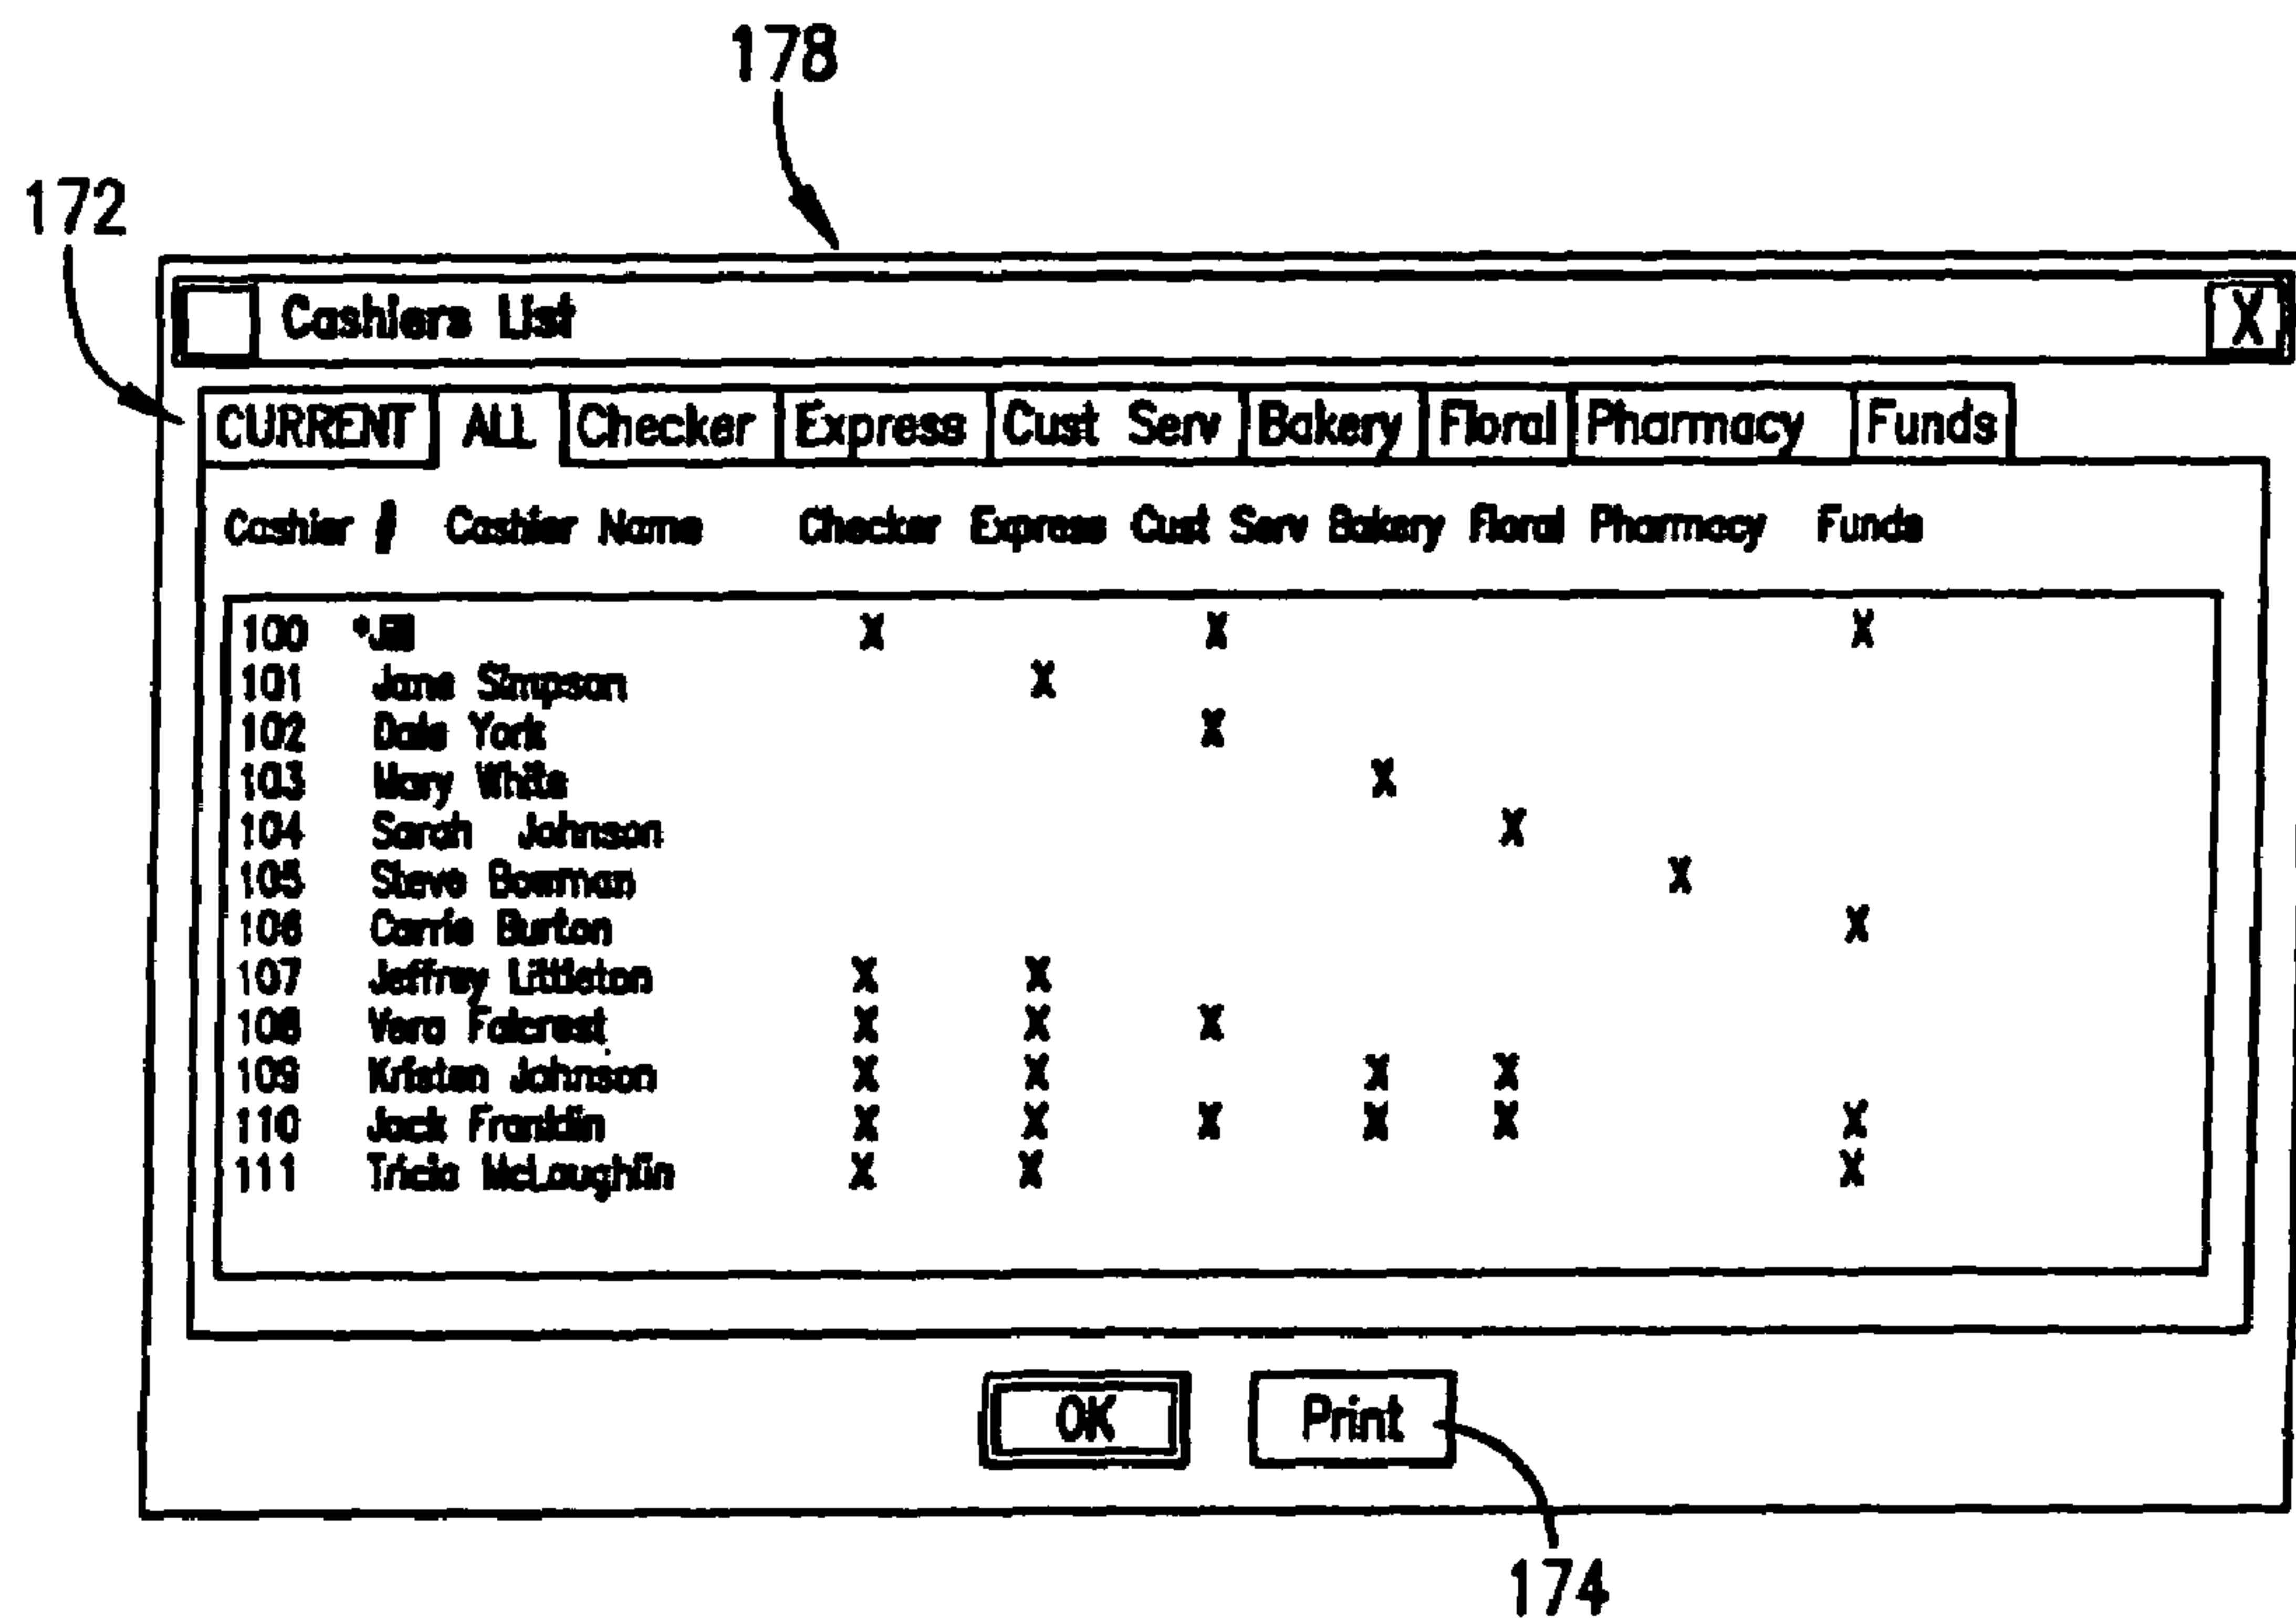 178
172
Cashiers List X
CURRENT ALL Checker Express Cust Serv Bakery Floral Pharmacy Funds
Cashier # Cashier Name Checker Express Cust Serv Bakery Floral Pharmacy Funds
100 X X X
101 Jane Simpson X
102 Dale York X
103 Mary White X
104 Sarah Johnson X
105 Steve Bowman X
106 Carrie Burton X
107 Jeffrey Littleton X X
108 Vera Falcrest X X X
109 Kristen Johnson X X X X
110 Jack Franklin X X X X X X
111 Tricia McLaughlin X X X
OK Print
174